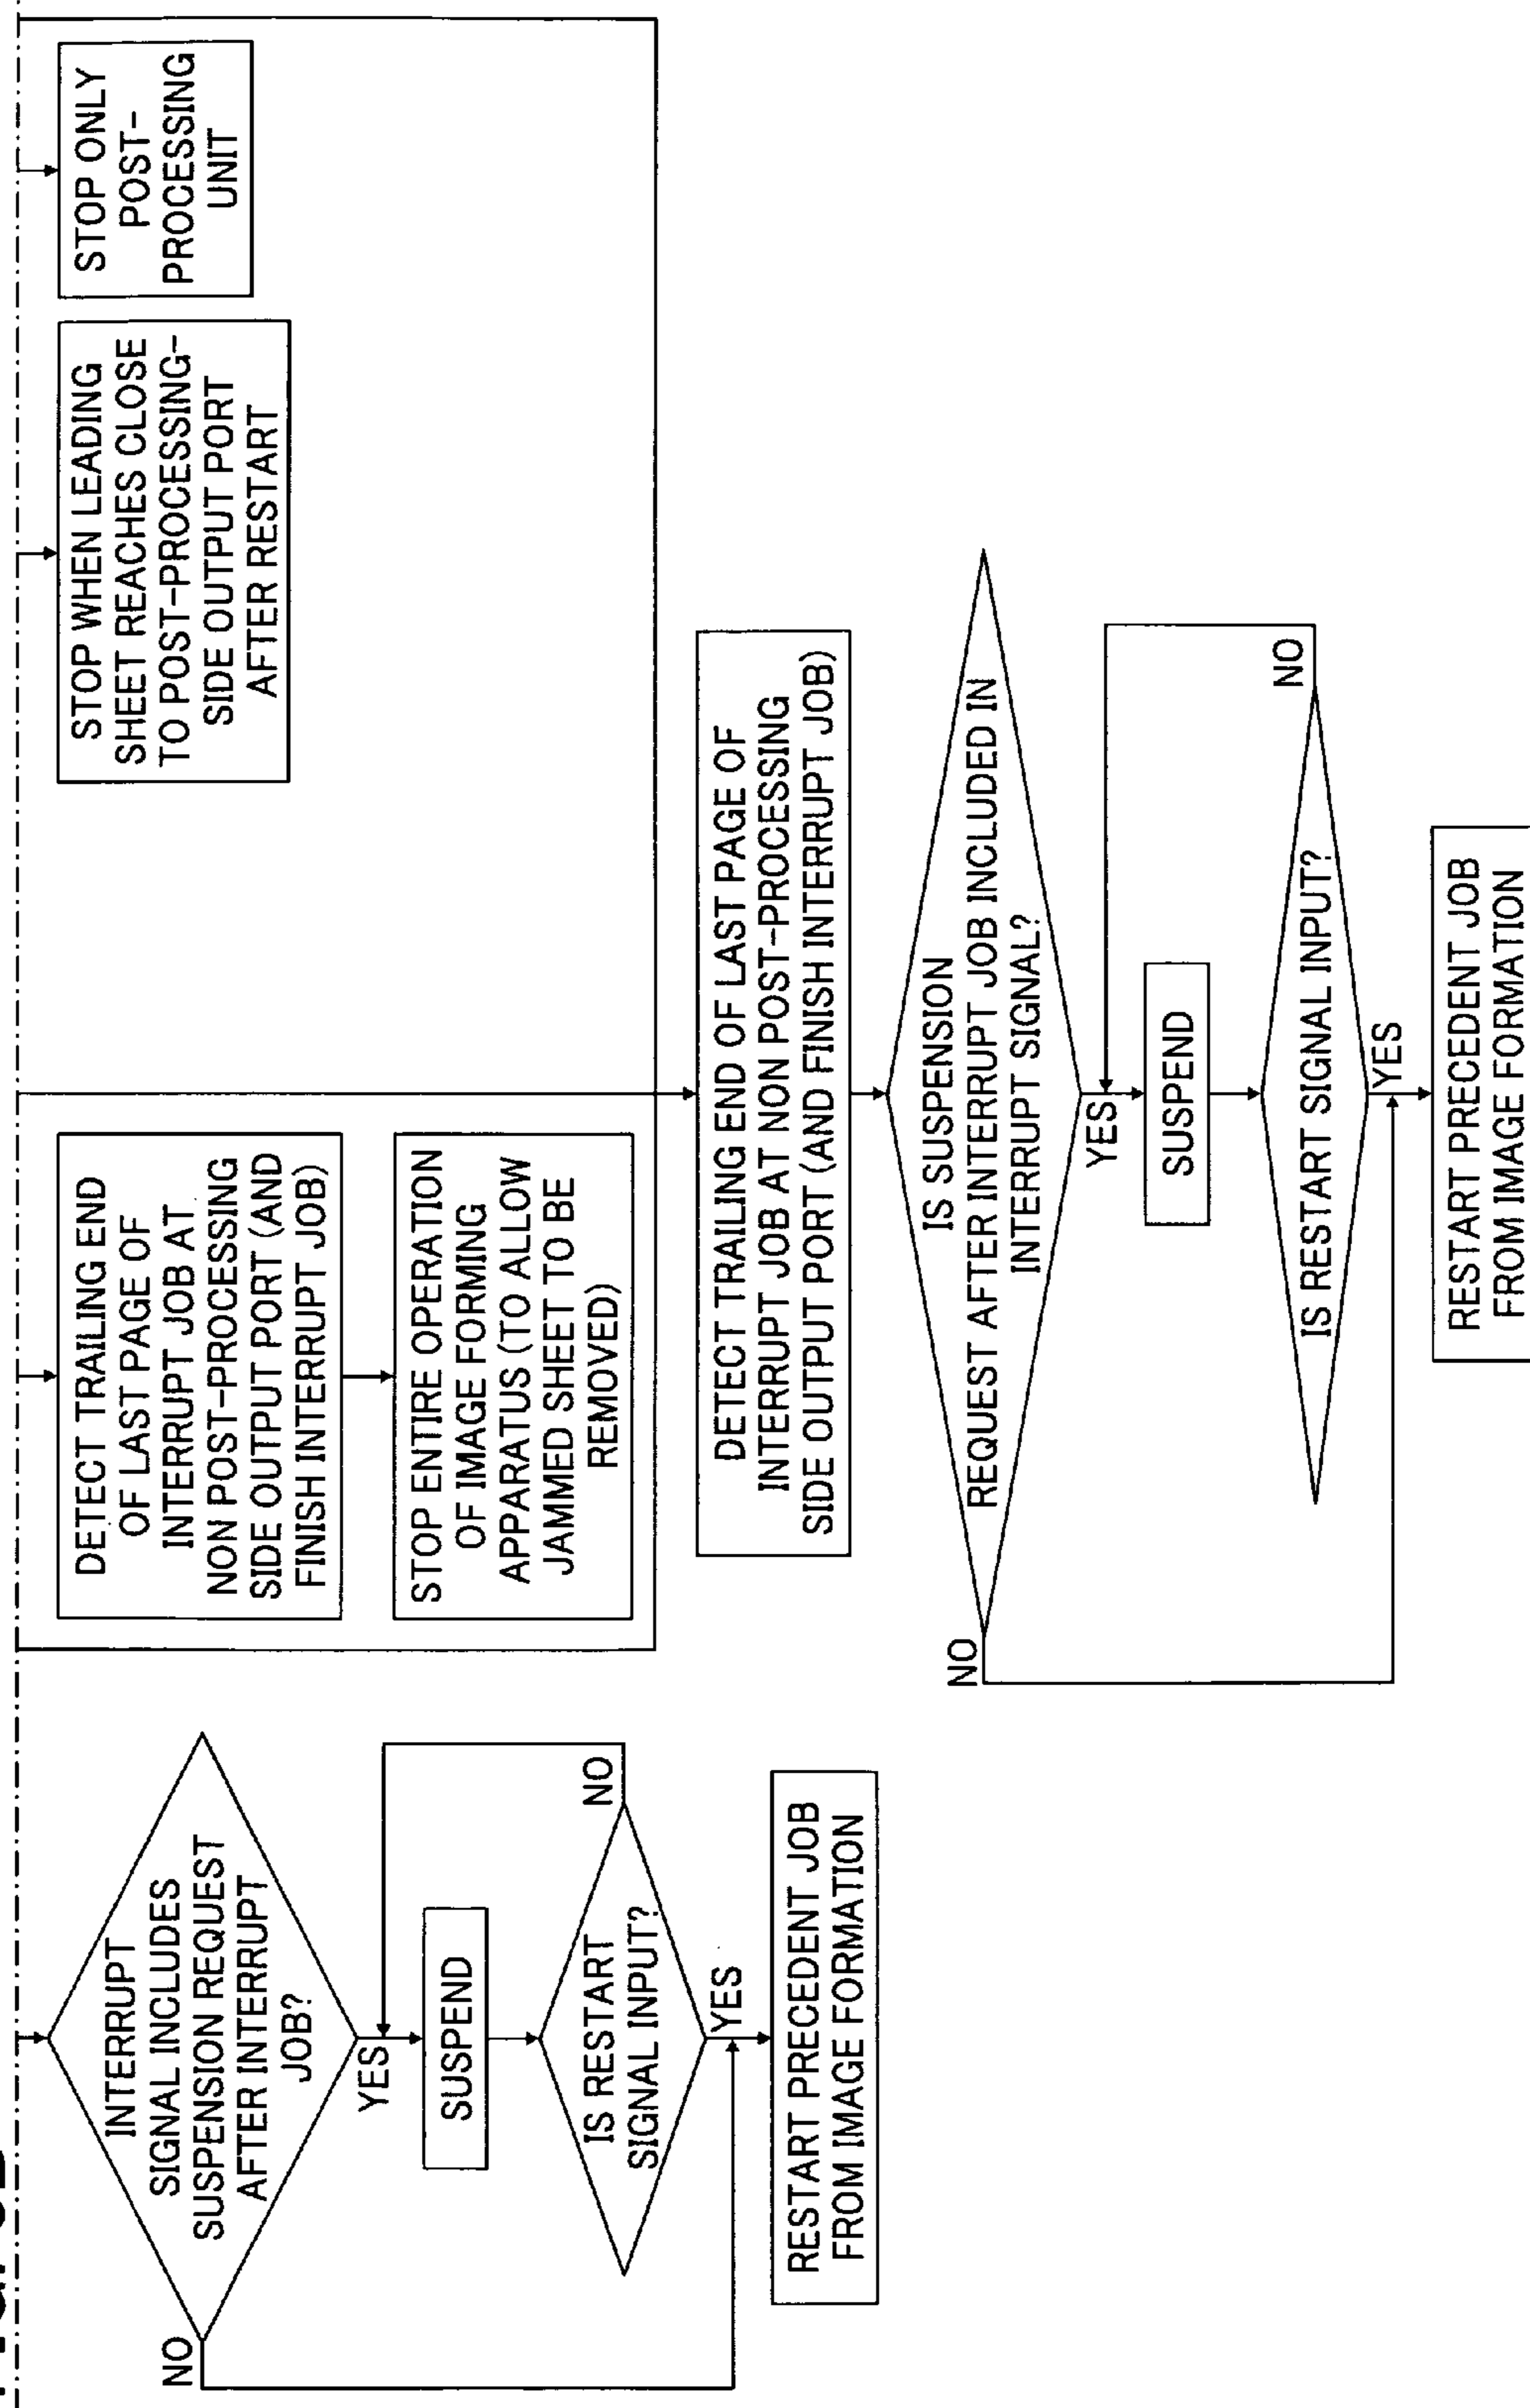 INTERRUPT
SIGNAL INCLUDES
SUSPENSION REQUEST
AFTER INTERRUPT
JOB?
NO
YES
SUSPEND
IS RESTART
SIGNAL INPUT?
NO
YES
RESTART PRECEDENT JOB
FROM IMAGE FORMATION
DETECT TRAILING END
OF LAST PAGE OF
INTERRUPT JOB AT
NON POST-PROCESSING
SIDE OUTPUT PORT (AND
FINISH INTERRUPT JOB)
STOP ENTIRE OPERATION
OF IMAGE FORMING
APPARATUS (TO ALLOW
JAMMED SHEET TO BE
REMOVED)
STOP WHEN LEADING
SHEET REACHES CLOSE
TO POST-PROCESSING-
SIDE OUTPUT PORT
AFTER RESTART
STOP ONLY
POST-
PROCESSING
UNIT
DETECT TRAILING END OF LAST PAGE OF
INTERRUPT JOB AT NON POST-PROCESSING
SIDE OUTPUT PORT (AND FINISH INTERRUPT JOB)
IS SUSPENSION
REQUEST AFTER INTERRUPT JOB INCLUDED IN
INTERRUPT SIGNAL?
NO
YES
SUSPEND
IS RESTART SIGNAL INPUT?
NO
YES
RESTART PRECEDENT JOB
FROM IMAGE FORMATION